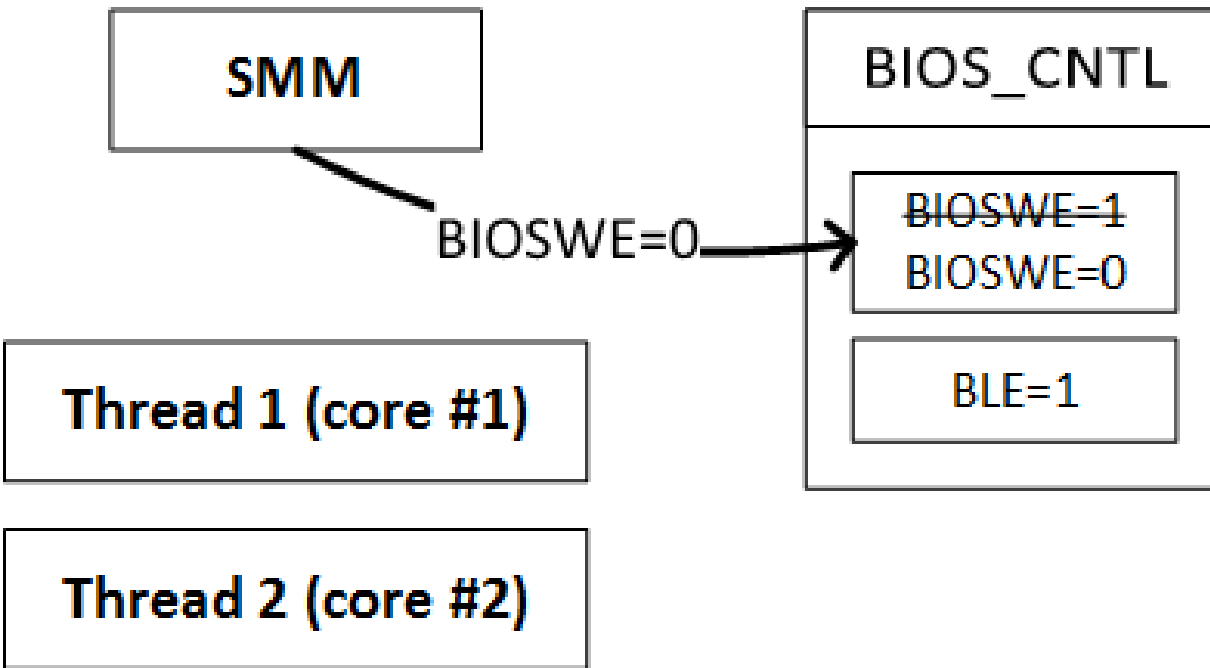 SMM
BIOS_CNTL
BIOSWE=1
BIOSWE=0
BIOSWE=0
BLE=1
Thread 1 (core #1)
Thread 2 (core #2)